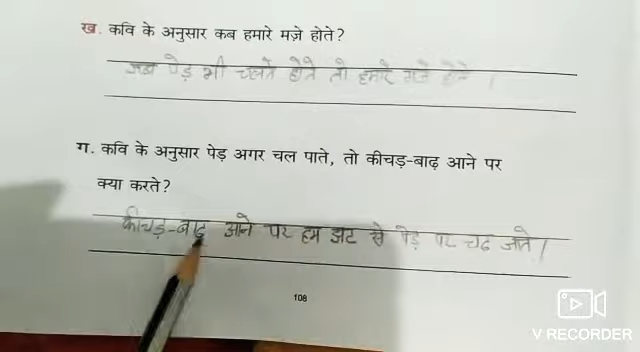 ख. कवि के अनुसार कब हमारे मज़े होते?
जब पेड़ भी चलते होते तो हमारे मजे होते ।
ग. कवि के अनुसार पेड़ अगर चल पाते, तो कीचड़-बाढ़ आने पर
क्या करते?
कीचड़-बाढ़ आने पर हम झट से पेड़ पर चढ़ जाते।
108
V RECORDER